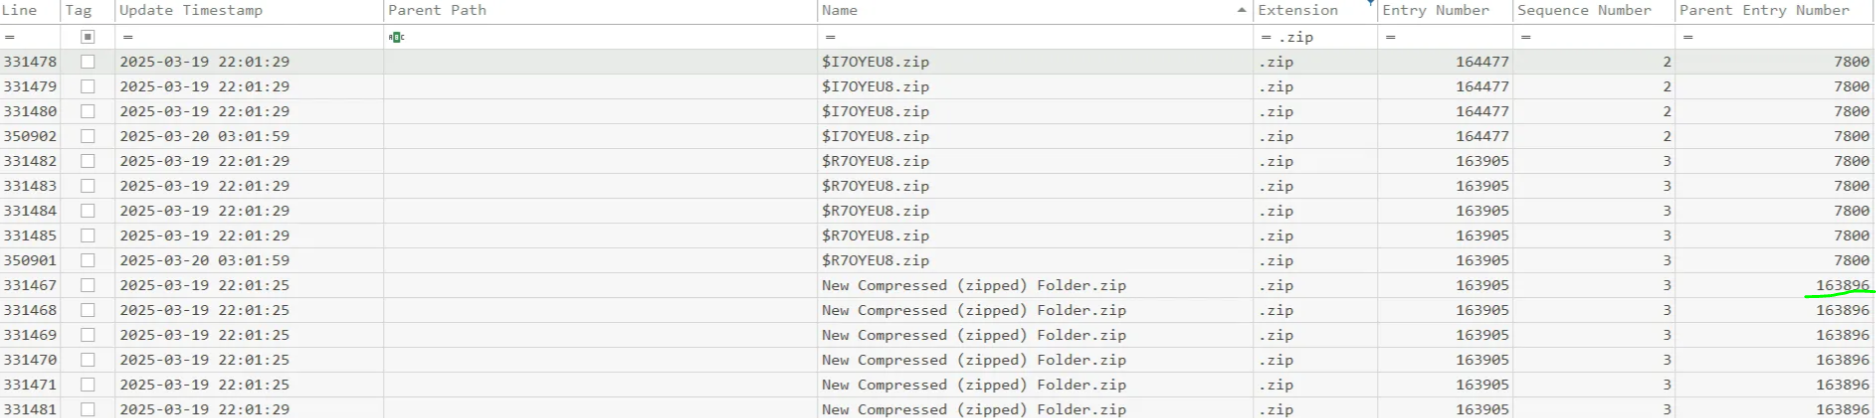 Line Tag Update Timestamp Parent Path Name Extension Entry Number Sequence Number Parent Entry Number
= = = = .zip = = =
331478 2025-03-19 22:01:29 $I7OYEU8.zip .zip 164477 2 7800
331479 2025-03-19 22:01:29 $I7OYEU8.zip .zip 164477 2 7800
331480 2025-03-19 22:01:29 $I7OYEU8.zip .zip 164477 2 7800
350902 2025-03-20 03:01:59 $I7OYEU8.zip .zip 164477 2 7800
331482 2025-03-19 22:01:29 $R7OYEU8.zip .zip 163905 3 7800
331483 2025-03-19 22:01:29 $R7OYEU8.zip .zip 163905 3 7800
331484 2025-03-19 22:01:29 $R7OYEU8.zip .zip 163905 3 7800
331485 2025-03-19 22:01:29 $R7OYEU8.zip .zip 163905 3 7800
350901 2025-03-20 03:01:59 $R7OYEU8.zip .zip 163905 3 7800
331467 2025-03-19 22:01:25 New Compressed (zipped) Folder.zip .zip 163905 3 163896
331468 2025-03-19 22:01:25 New Compressed (zipped) Folder.zip .zip 163905 3 163896
331469 2025-03-19 22:01:25 New Compressed (zipped) Folder.zip .zip 163905 3 163896
331470 2025-03-19 22:01:25 New Compressed (zipped) Folder.zip .zip 163905 3 163896
331471 2025-03-19 22:01:25 New Compressed (zipped) Folder.zip .zip 163905 3 163896
331481 2025-03-19 22:01:29 New Compressed (zipped) Folder.zip .zip 163905 3 163896